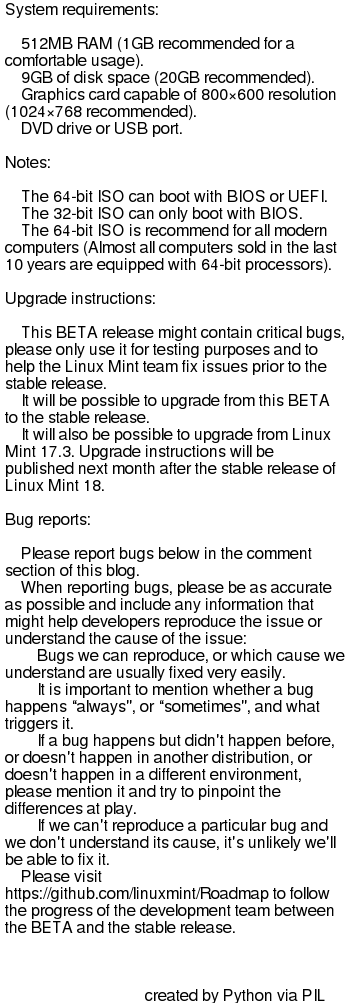 System requirements:
512MB RAM (1GB recommended for a
comfortable usage).
9GB of disk space (20GB recommended).
Graphics card capable of 800×600 resolution
(1024×768 recommended).
DVD drive or USB port.
Notes:
The 64-bit ISO can boot with BIOS or UEFI.
The 32-bit ISO can only boot with BIOS.
The 64-bit ISO is recommend for all modern
computers (Almost all computers sold in the last
10 years are equipped with 64-bit processors).
Upgrade instructions:
This BETA release might contain critical bugs,
please only use it for testing purposes and to
help the Linux Mint team fix issues prior to the
stable release.
It will be possible to upgrade from this BETA
to the stable release.
It will also be possible to upgrade from Linux
Mint 17.3. Upgrade instructions will be
published next month after the stable release of
Linux Mint 18.
Bug reports:
Please report bugs below in the comment
section of this blog.
When reporting bugs, please be as accurate
as possible and include any information that
might help developers reproduce the issue or
understand the cause of the issue:
Bugs we can reproduce, or which cause we
understand are usually fixed very easily.
It is important to mention whether a bug
happens “always”, or “sometimes”, and what
triggers it.
If a bug happens but didn't happen before,
or doesn't happen in another distribution, or
doesn't happen in a different environment,
please mention it and try to pinpoint the
differences at play.
If we can't reproduce a particular bug and
we don't understand its cause, it's unlikely we'll
be able to fix it.
Please visit
https://github.com/linuxmint/Roadmap to follow
the progress of the development team between
the BETA and the stable release.
created by Python via PIL